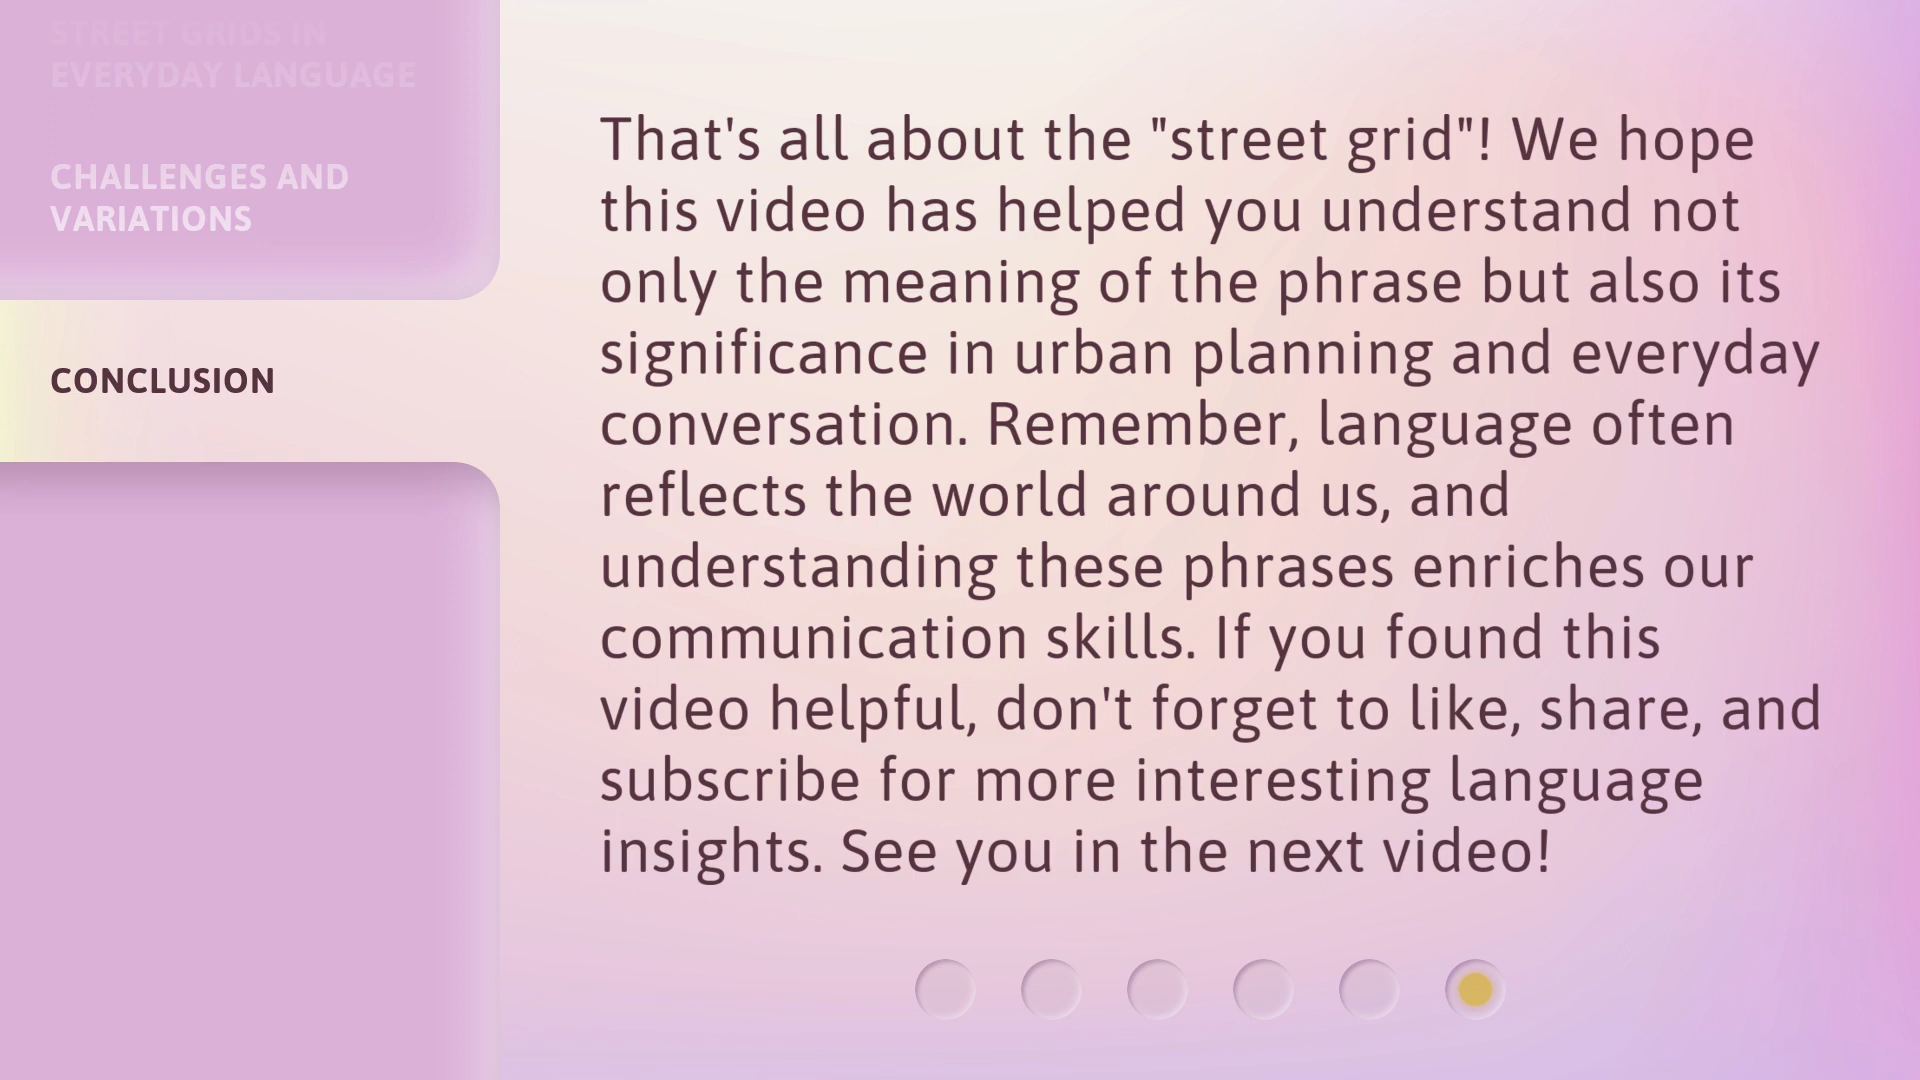 STREET GRIDS IN
EVERYDAY LANGUAGE
CHALLENGES AND
VARIATIONS
CONCLUSION
That's all about the "street grid"! We hope
this video has helped you understand not
only the meaning of the phrase but also its
significance in urban planning and everyday
conversation. Remember, language often
reflects the world around us, and
understanding these phrases enriches our
communication skills. If you found this
video helpful, don't forget to like, share, and
subscribe for more interesting language
insights. See you in the next video!